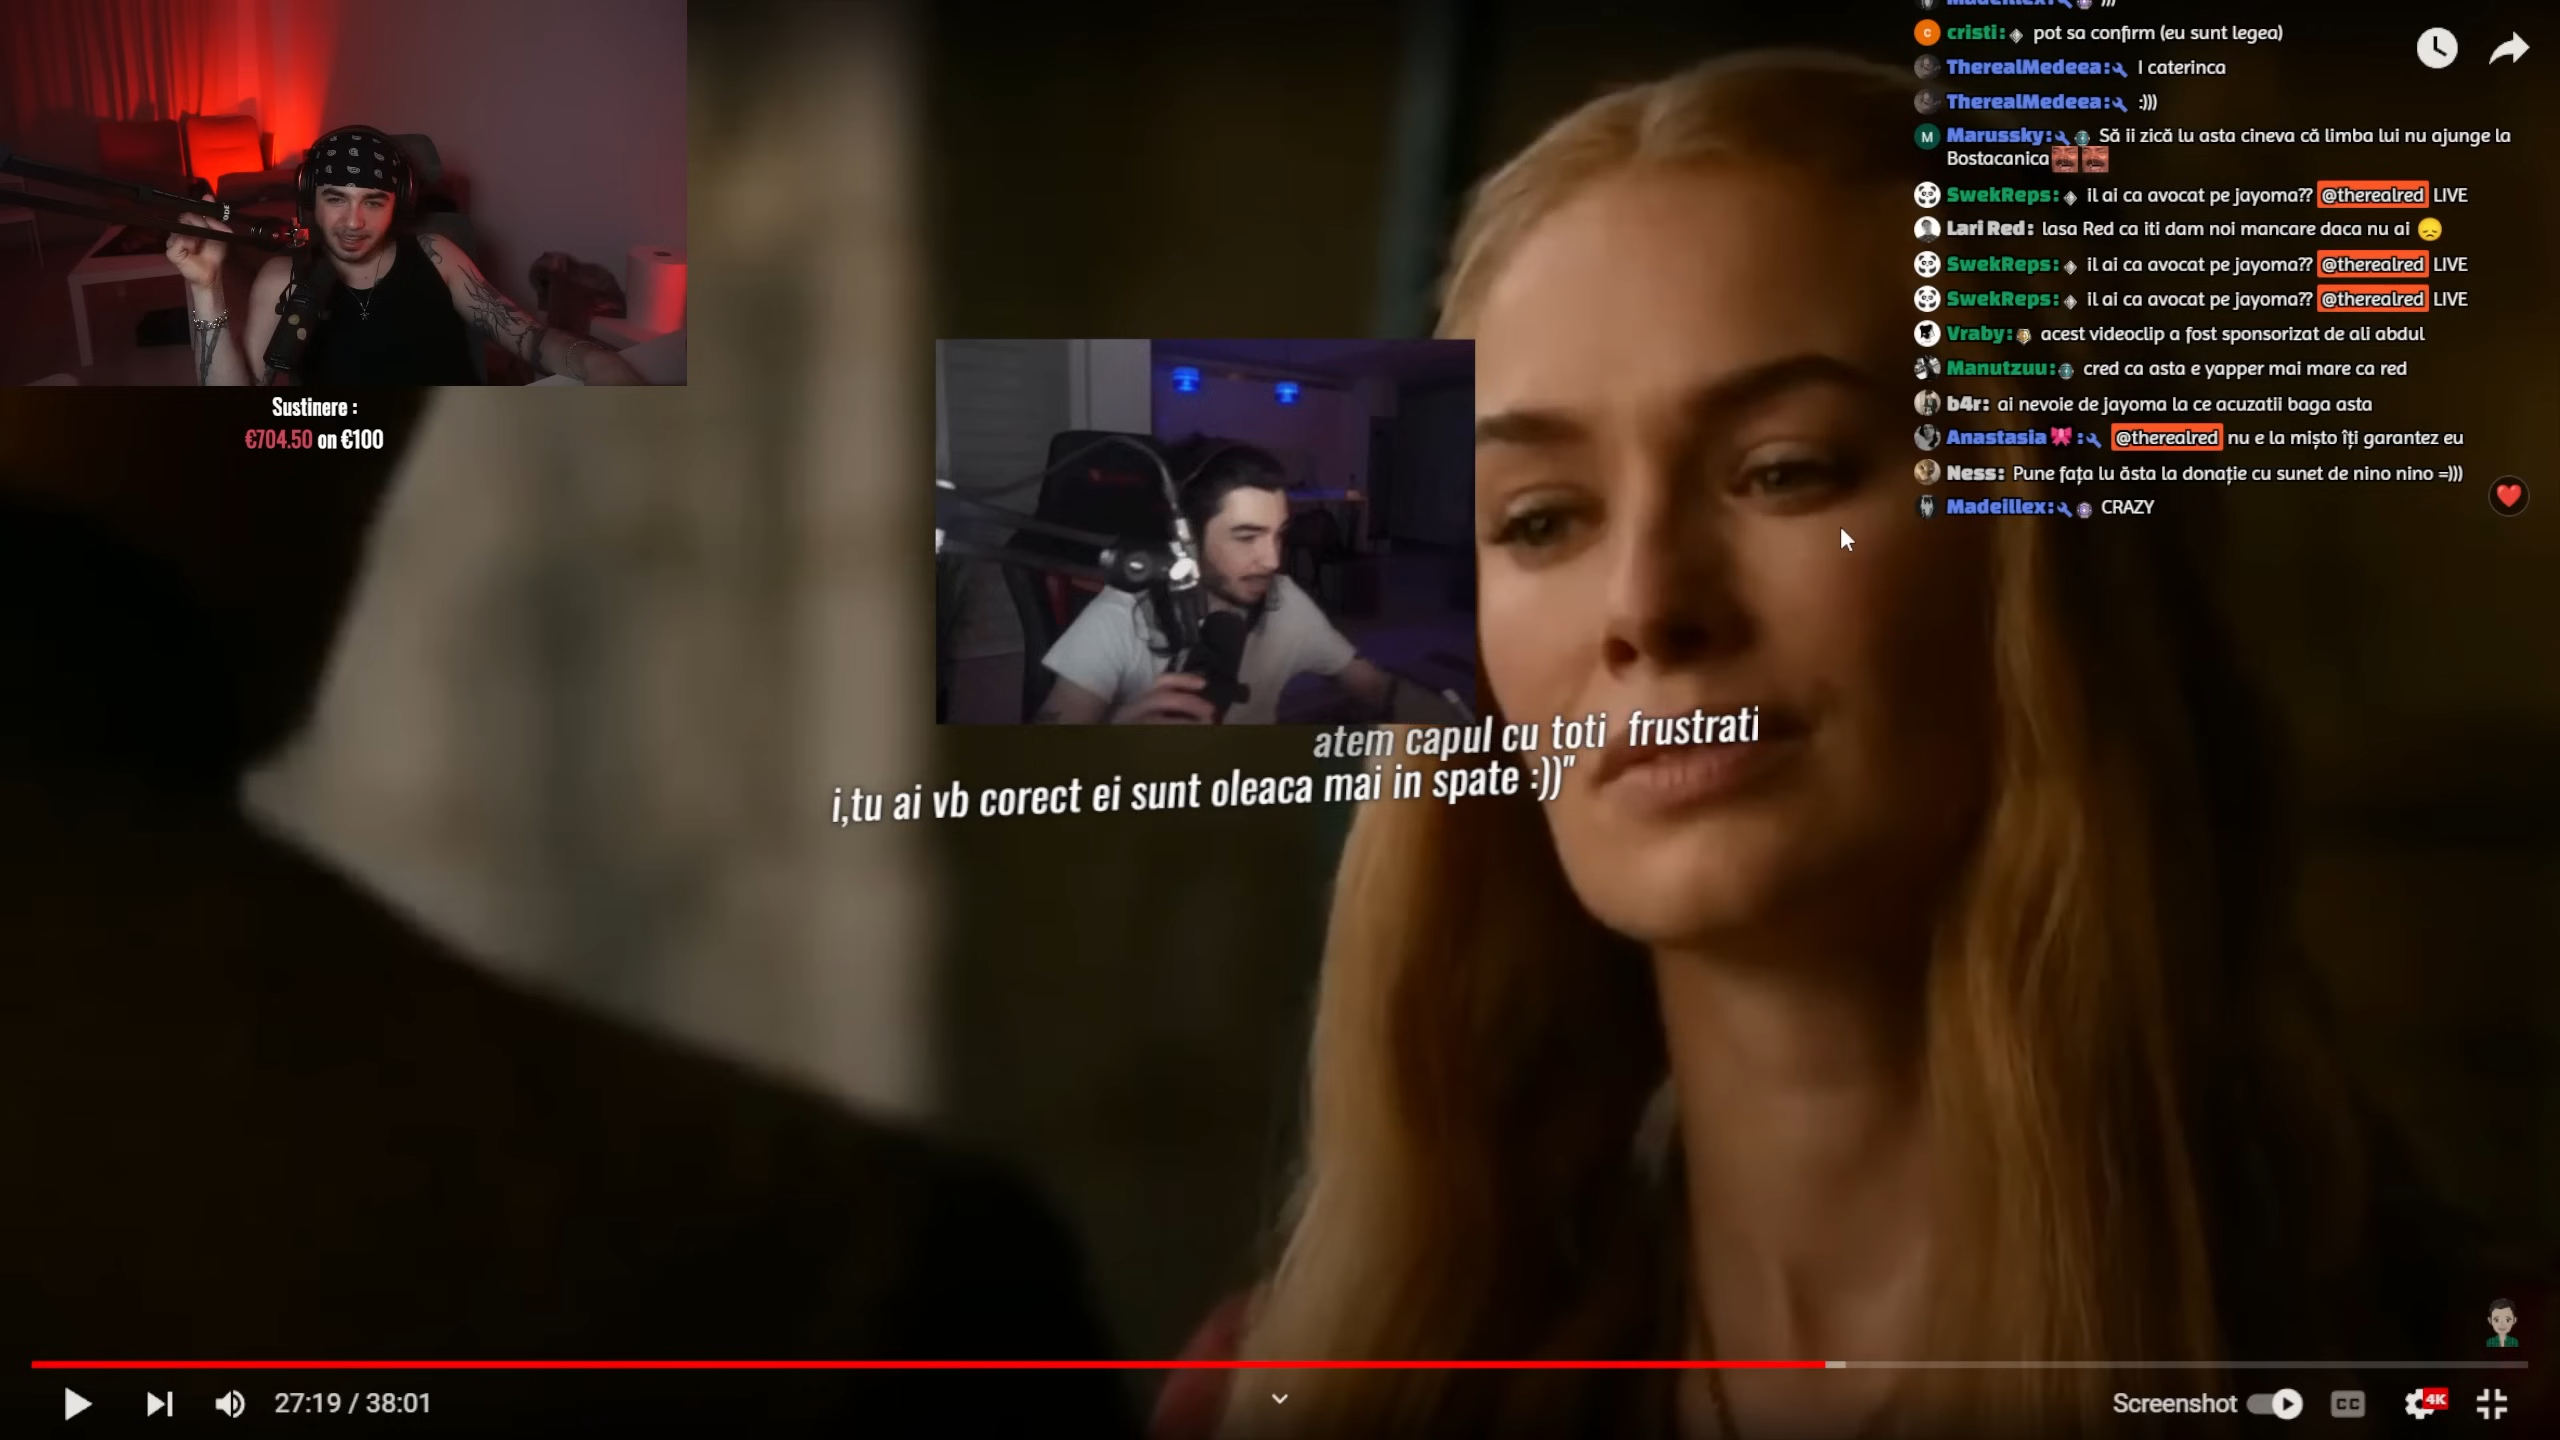 cristi: pot sa confirm (eu sunt legea)
TherealMedeea: I caterinca
TherealMedeea: :)))
Marussky: Să ii zică lu asta cineva că limba lui nu ajunge la
Bostacanica
SwekReps: il ai ca avocat pe jayoma?? @therealred LIVE
Lari Red: lasa Red ca iti dam noi mancare daca nu ai
SwekReps: il ai ca avocat pe jayoma?? @therealred LIVE
SwekReps: il ai ca avocat pe jayoma?? @therealred LIVE
Vraby: acest videoclip a fost sponsorizat de ali abdul
Manutzuu: cred ca asta e yapper mai mare ca red
b4r: ai nevoie de jayoma la ce acuzatii baga asta
Anastasia🎀: @therealred nu e la mișto îți garantez eu
Ness: Pune fața lu ăsta la donație cu sunet de nino nino =)))
Madeillex: CRAZY
Sustinere :
€704.50 on €100
atem capul cu toti frustrati
i,tu ai vb corect ei sunt oleaca mai in spate :))"
27:19 / 38:01
Screenshot
CC
4K